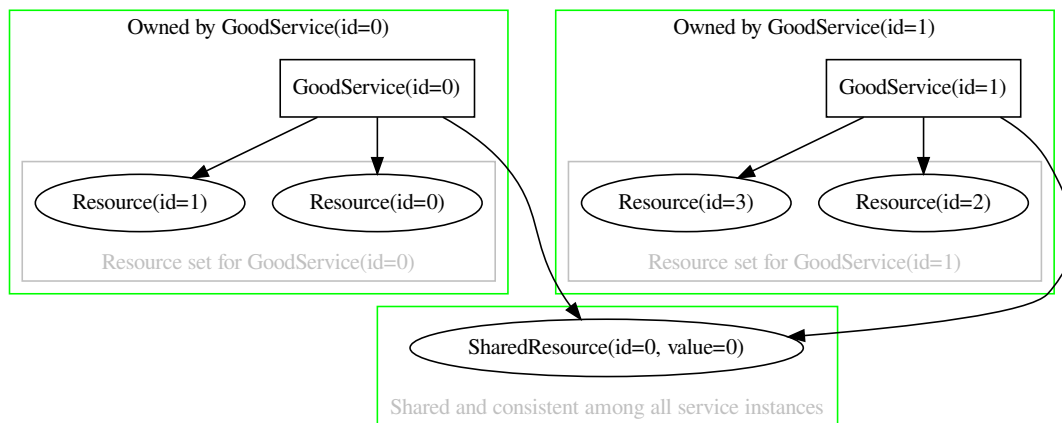 Owned by GoodService(id=0)
GoodService(id=0)
Resource(id=1)
Resource(id=0)
Resource set for GoodService(id=0)
Owned by GoodService(id=1)
GoodService(id=1)
Resource(id=3)
Resource(id=2)
Resource set for GoodService(id=1)
SharedResource(id=0, value=0)
Shared and consistent among all service instances